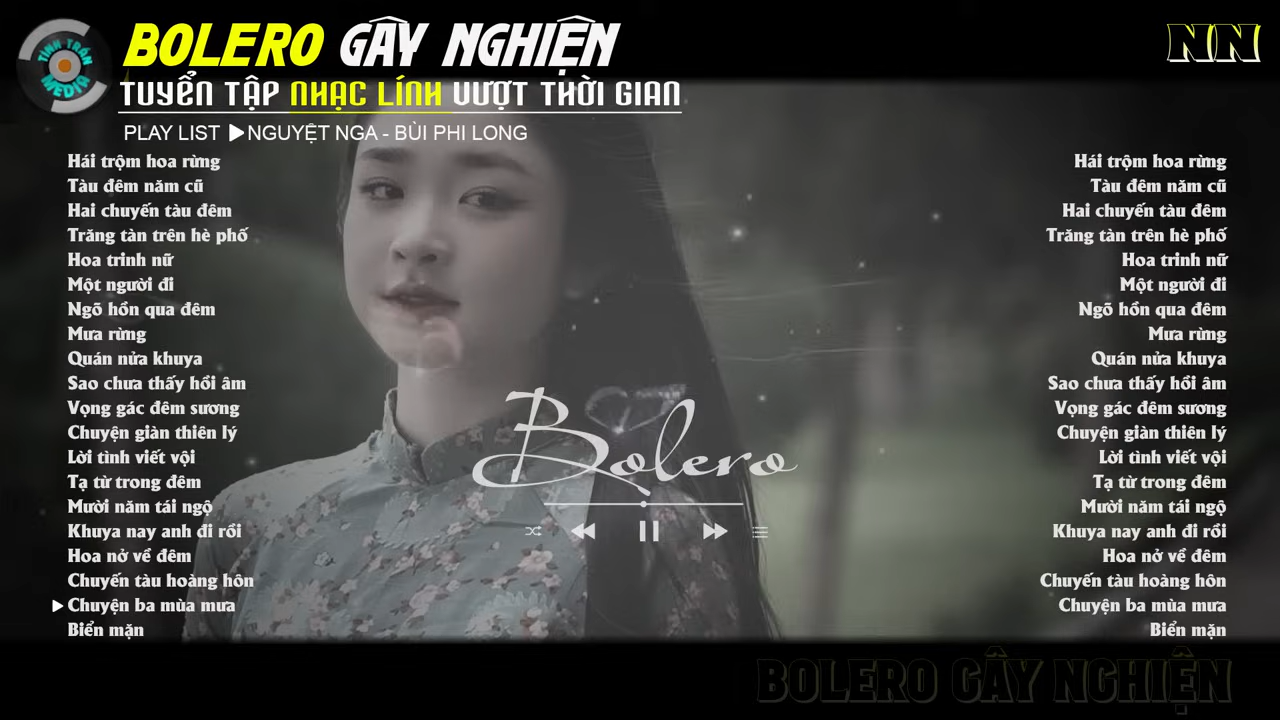 TÌNH TRẦN
MEDIA
BOLERO GÂY NGHIỆN
NN
TUYỂN TẬP NHẠC LÍNH VƯỢT THỜI GIAN
PLAY LIST ▶NGUYỆT NGA - BÙI PHI LONG
Hái trộm hoa rừng
Tàu đêm năm cũ
Hai chuyến tàu đêm
Trăng tàn trên hè phố
Hoa trinh nữ
Một người đi
Ngõ hồn qua đêm
Mưa rừng
Quán nửa khuya
Sao chưa thấy hồi âm
Vọng gác đêm sương
Chuyện giàn thiên lý
Lời tình viết vội
Tạ từ trong đêm
Mười năm tái ngộ
Khuya nay anh đi rồi
Hoa nở về đêm
Chuyến tàu hoàng hôn
Chuyện ba mùa mưa
Biển mặn
Bolero
Hái trộm hoa rừng
Tàu đêm năm cũ
Hai chuyến tàu đêm
Trăng tàn trên hè phố
Hoa trinh nữ
Một người đi
Ngõ hồn qua đêm
Mưa rừng
Quán nửa khuya
Sao chưa thấy hồi âm
Vọng gác đêm sương
Chuyện giàn thiên lý
Lời tình viết vội
Tạ từ trong đêm
Mười năm tái ngộ
Khuya nay anh đi rồi
Hoa nở về đêm
Chuyến tàu hoàng hôn
Chuyện ba mùa mưa
Biển mặn
BOLERO GÂY NGHIỆN